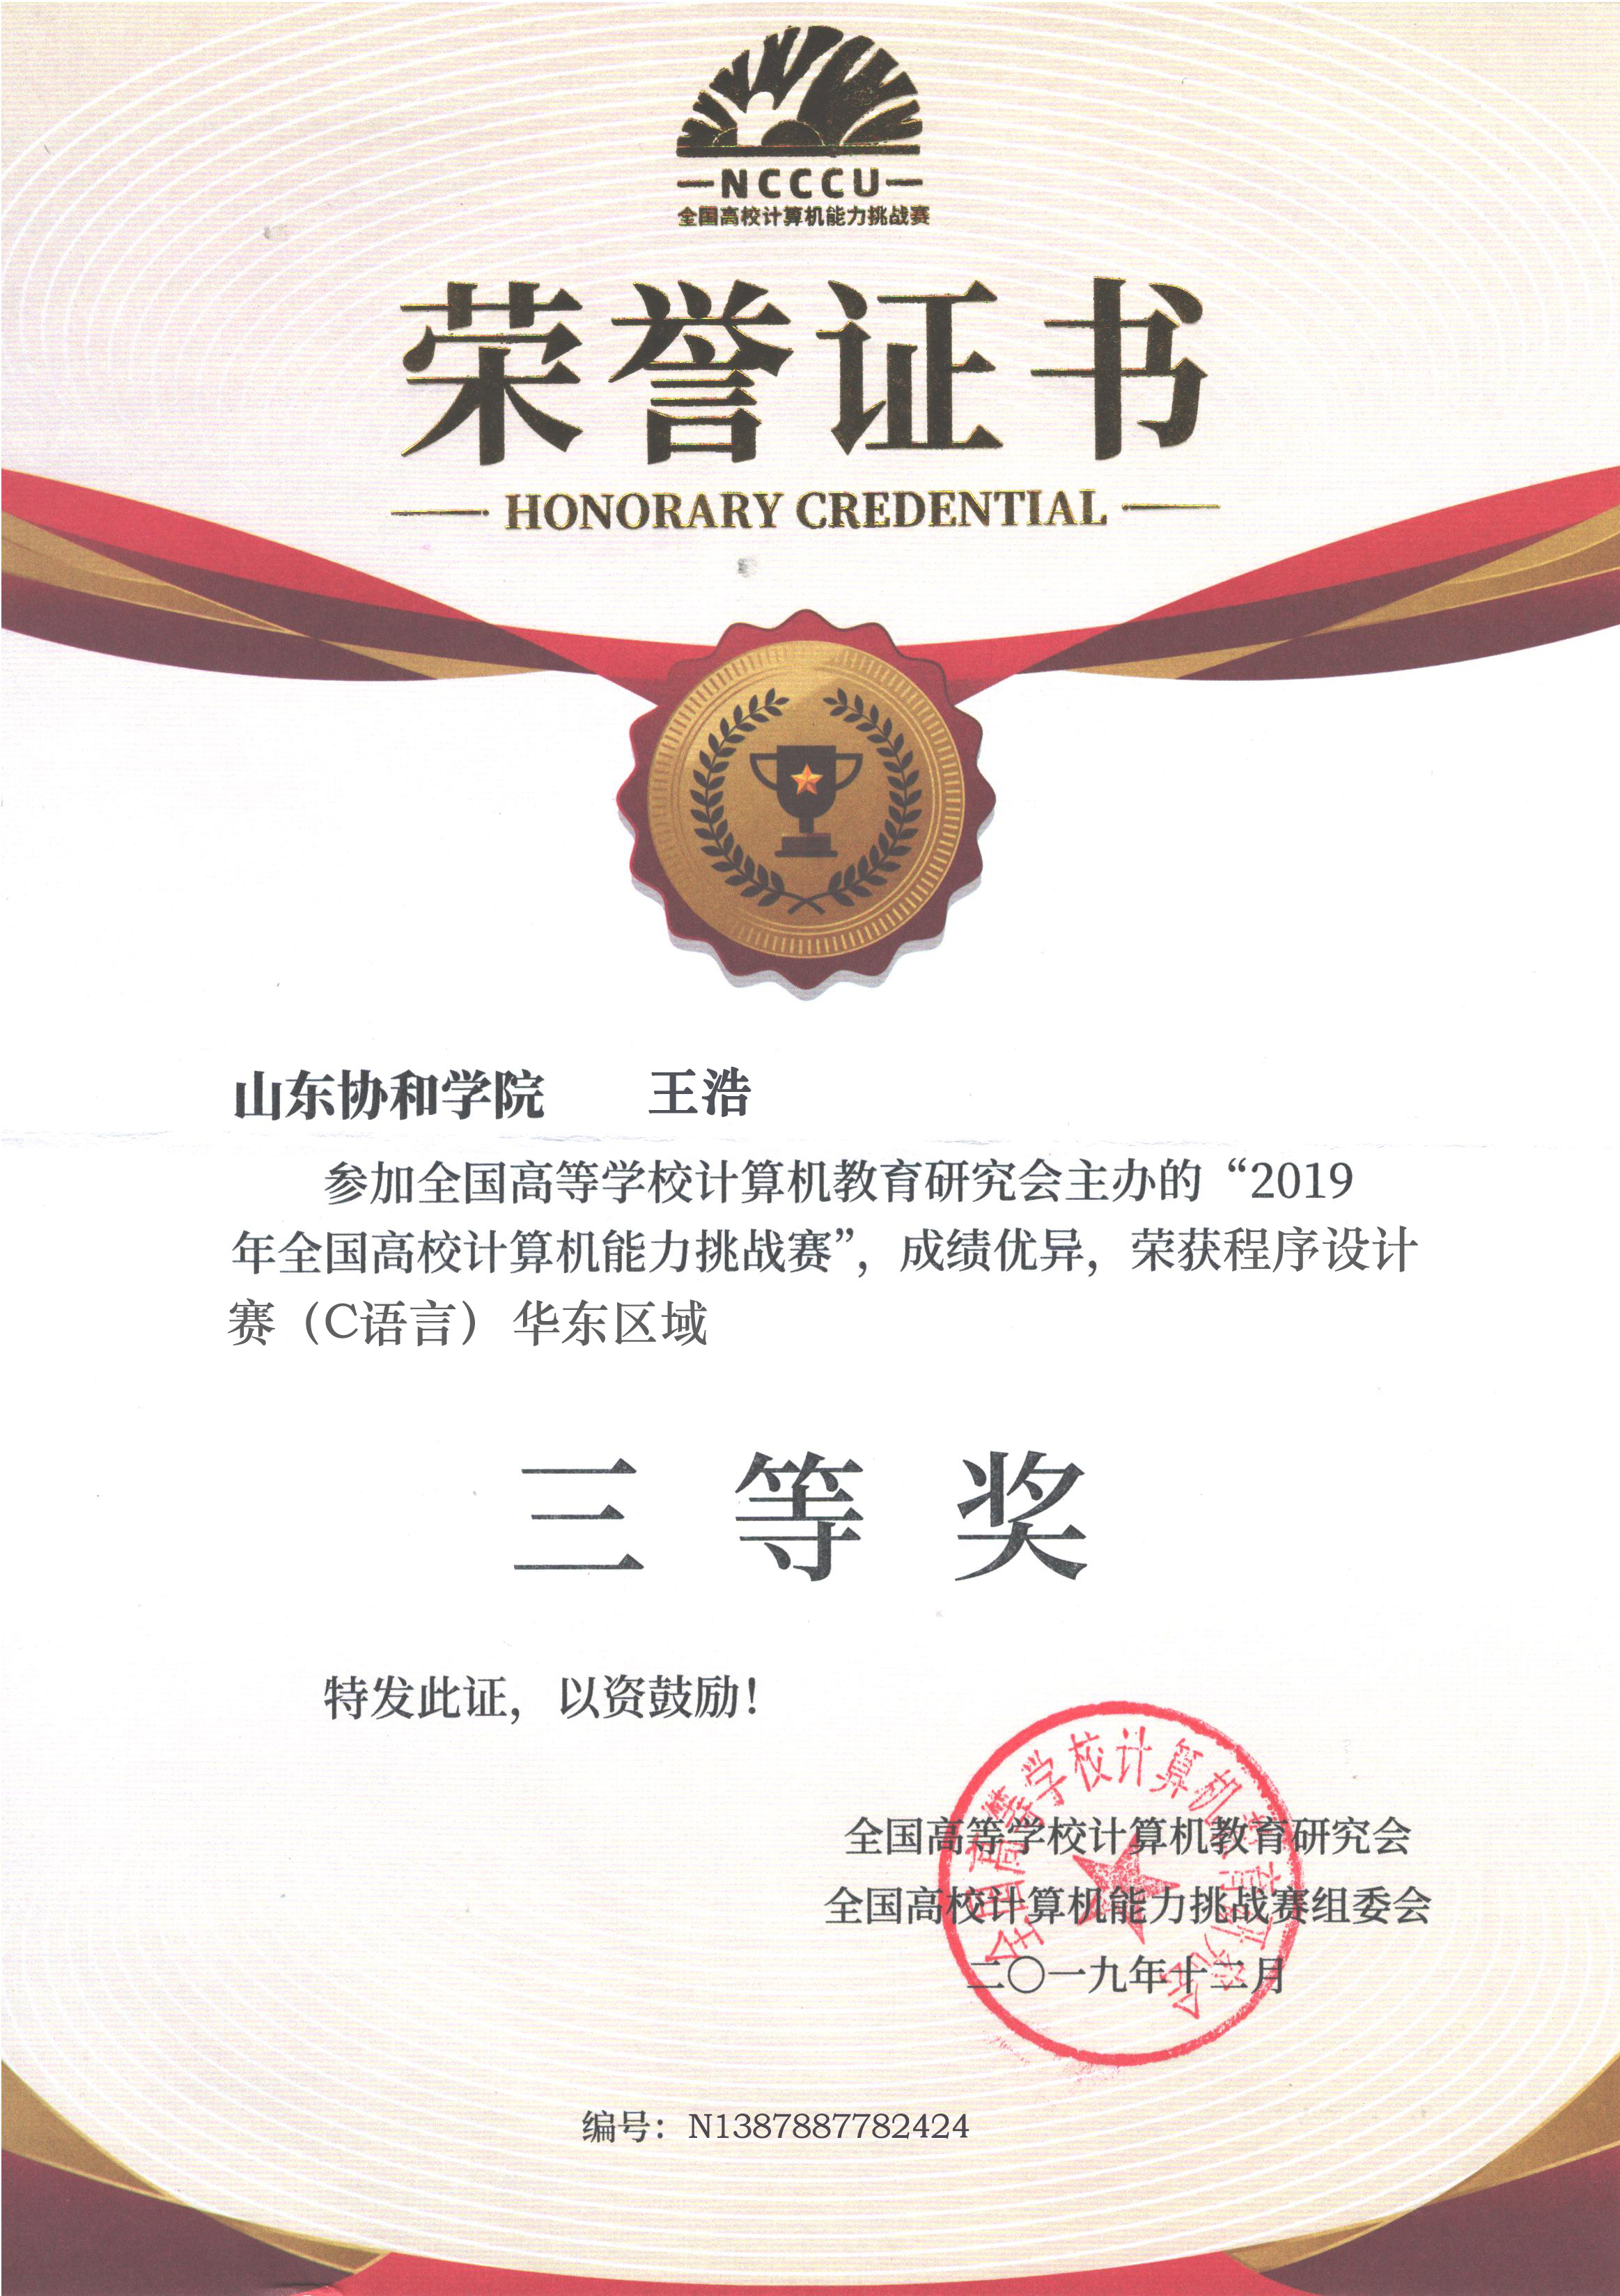 NCCCU
全国高校计算机能力挑战赛
荣誉证书
HONORARY CREDENTIAL
山东协和学院 王浩
参加全国高等学校计算机教育研究会主办的“2019
年全国高校计算机能力挑战赛”，成绩优异，荣获程序设计
赛（C语言）华东区域
三等奖
特发此证，以资鼓励！
全国高等学校计算机教育研究会
全国高等学校计算机教育研究会
全国高校计算机能力挑战赛组委会
二〇一九年十二月
编号：N1387887782424